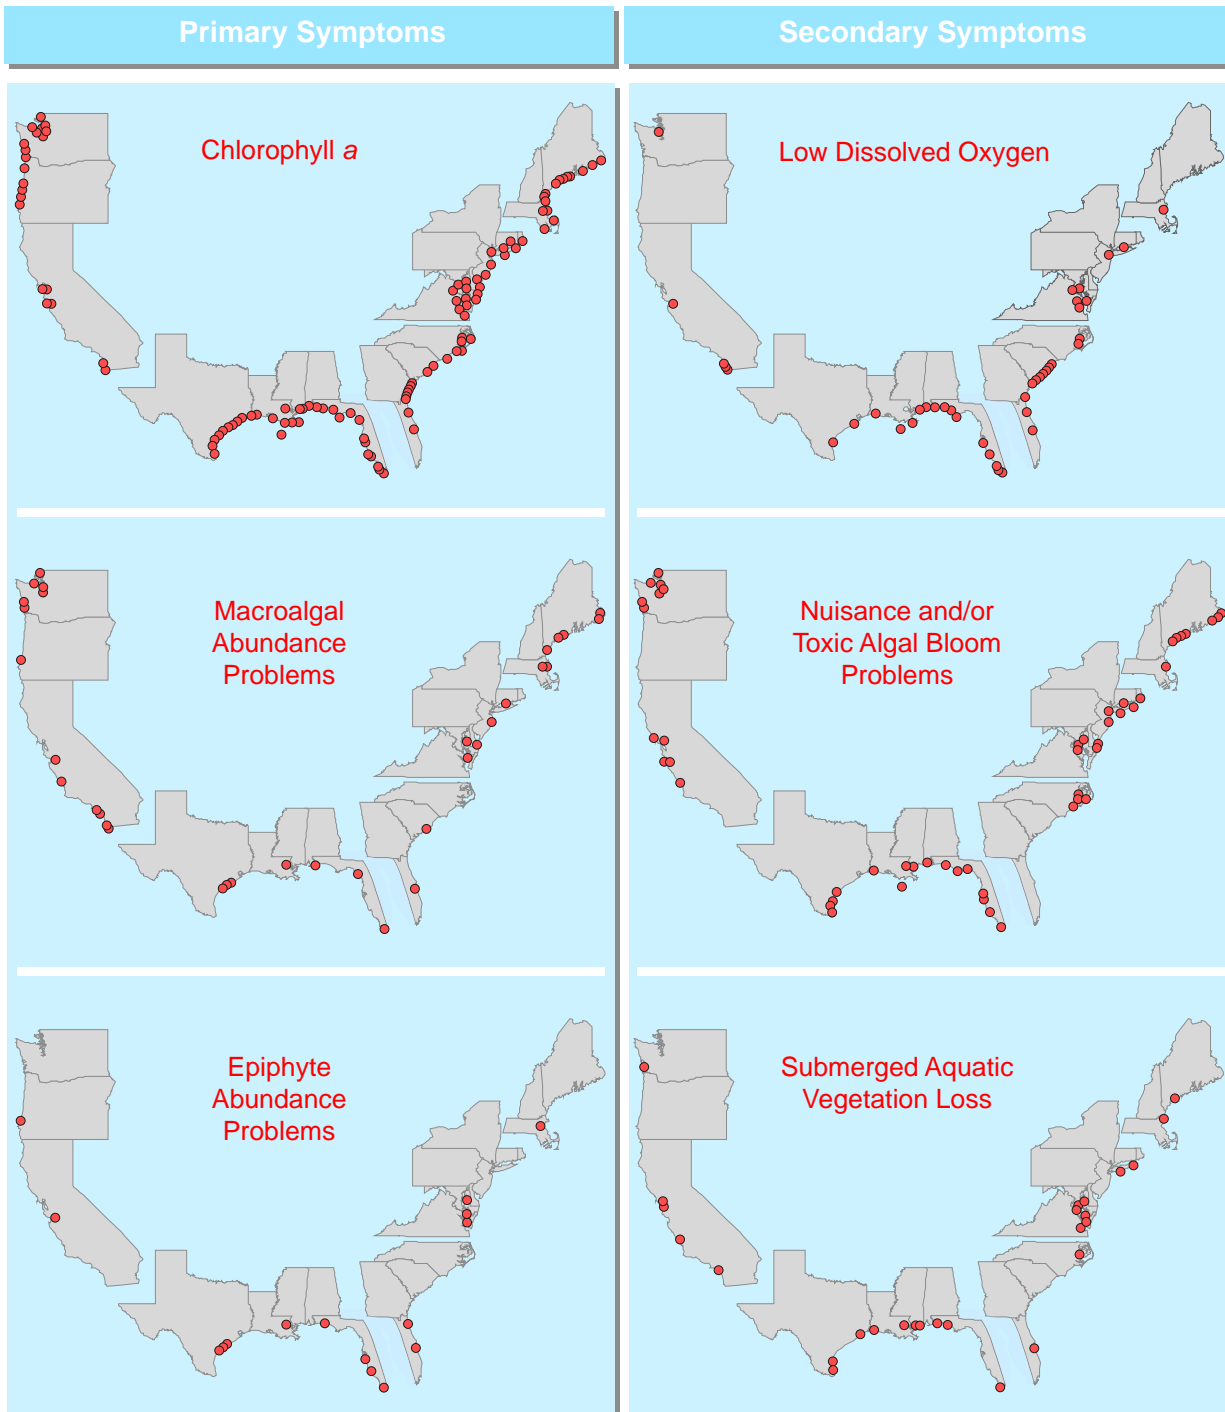 Primary Symptoms
Secondary Symptoms
Chlorophyll a
Low Dissolved Oxygen
Macroalgal
Abundance
Problems
Nuisance and/or
Toxic Algal Bloom
Problems
Epiphyte
Abundance
Problems
Submerged Aquatic
Vegetation Loss